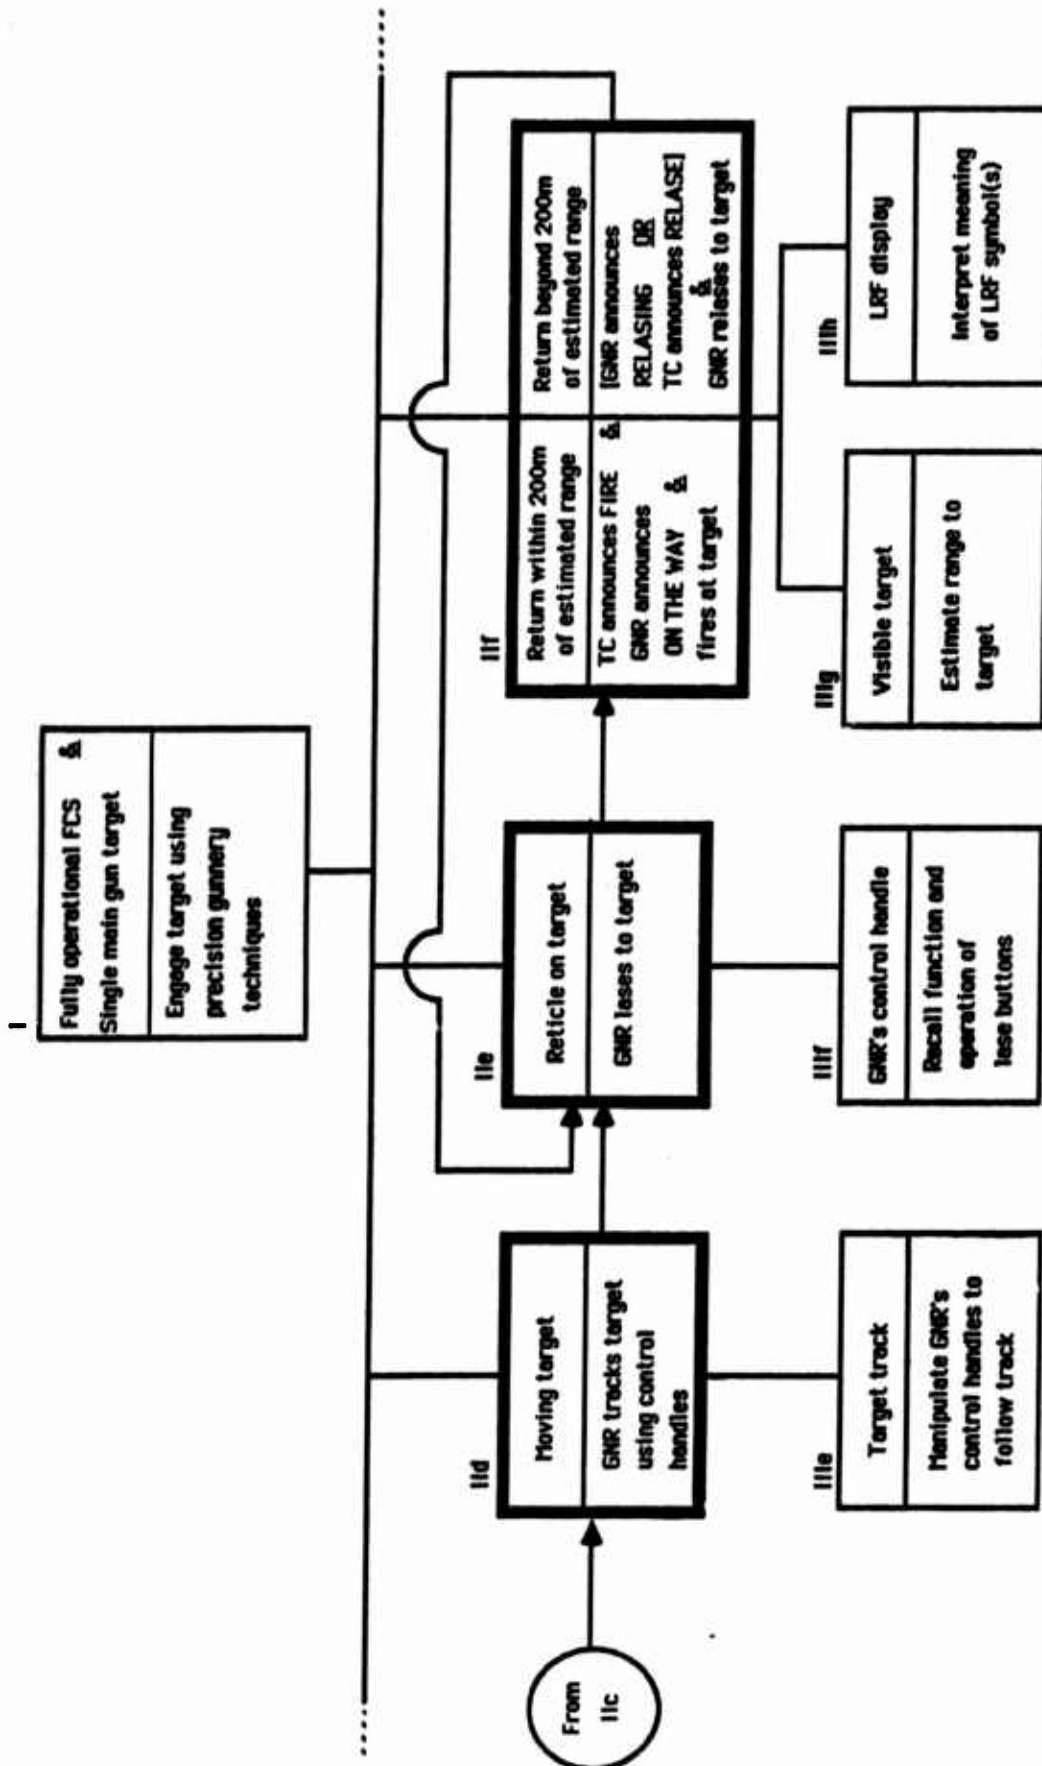 I
Fully operational FCS &
Single main gun target
Engage target using
precision gunnery
techniques
From
IIc
IId
Moving target
GNR tracks target
using control
handles
IIe
Reticle on target
GNR lases to target
IIf
Return within 200m
of estimated range
TC announces FIRE &
GNR announces
ON THE WAY &
fires at target
Return beyond 200m
of estimated range
[GNR announces
RELASING OR
TC announces RELASE]
&
GNR relases to target
IIIe
Target track
Manipulate GNR's
control handles to
follow track
IIIf
GNR's control handle
Recall function and
operation of
lase buttons
IIIg
Visible target
Estimate range to
target
IIIh
LRF display
Interpret meaning
of LRF symbol(s)